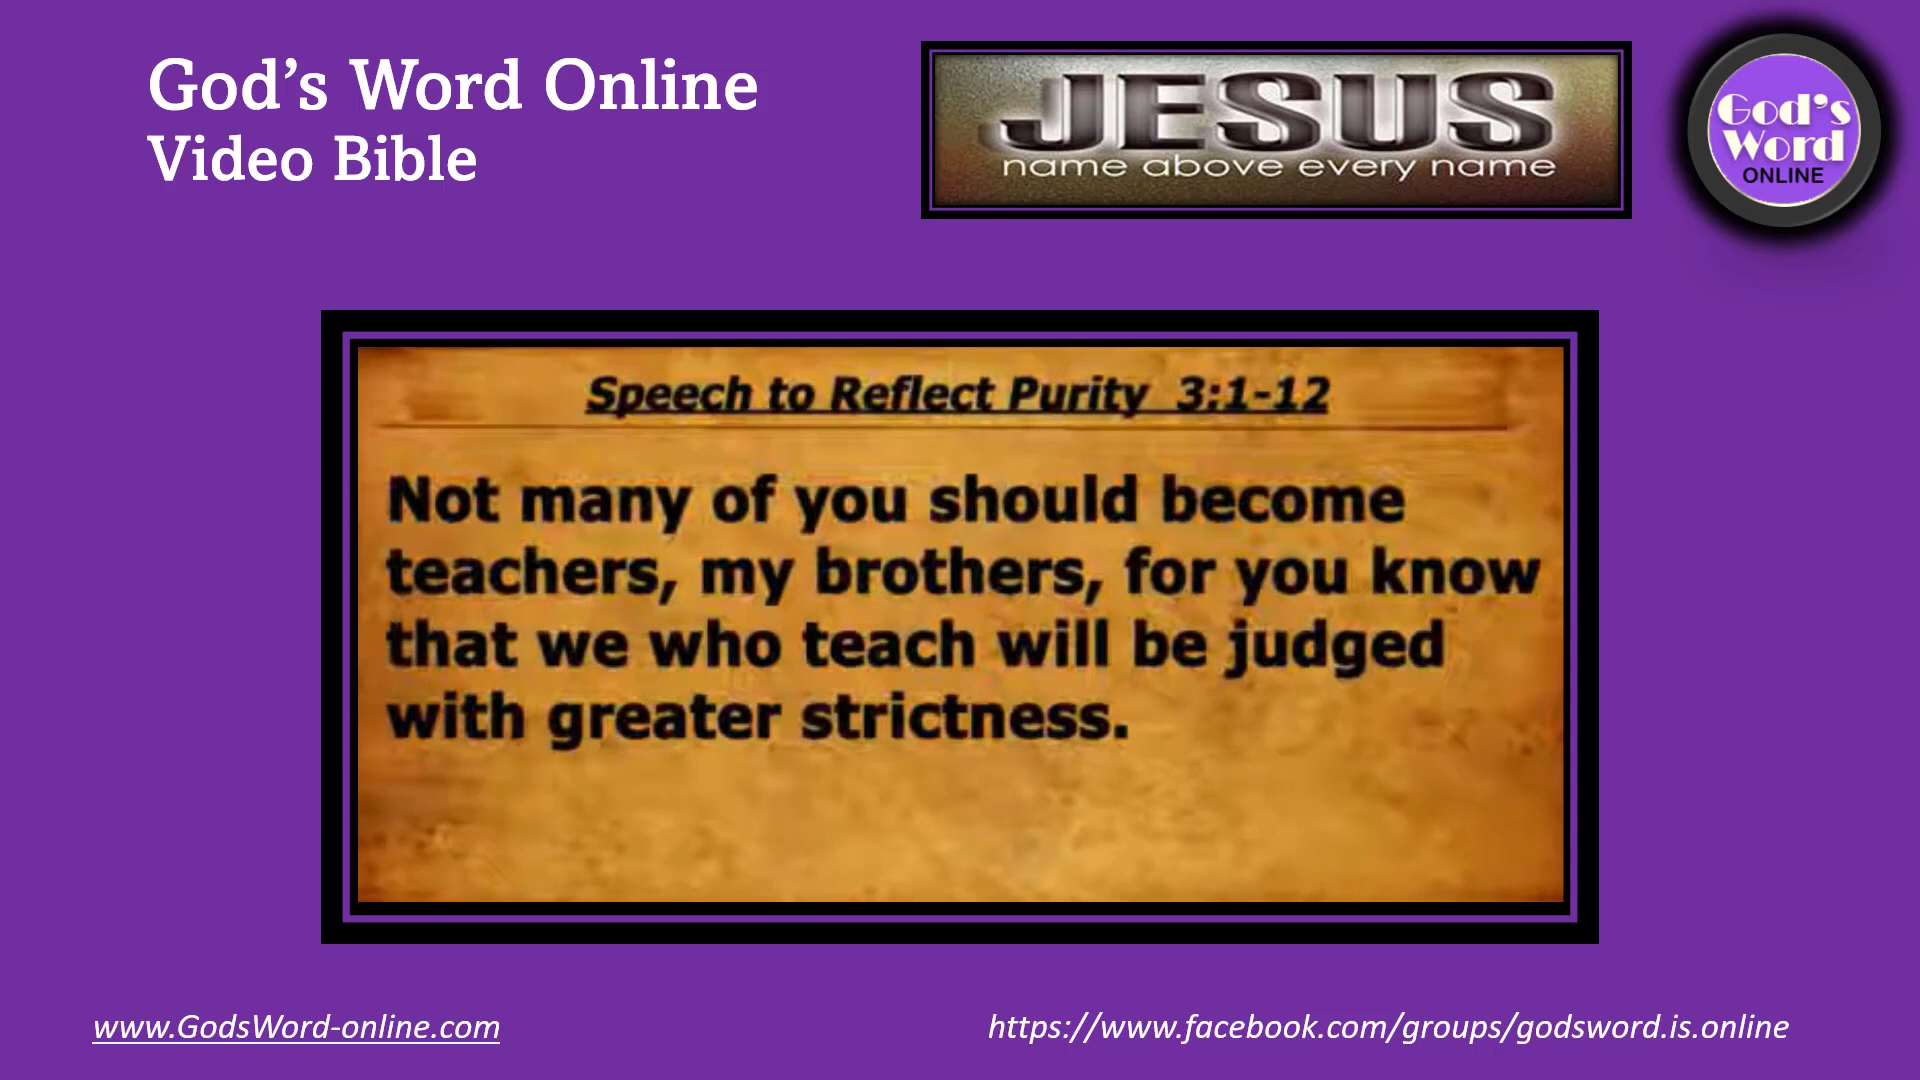 God’s Word Online
Video Bible
JESUS
name above every name
God's
Word
ONLINE
Speech to Reflect Purity 3:1-12
Not many of you should become
teachers, my brothers, for you know
that we who teach will be judged
with greater strictness.
www.GodsWord-online.com
https://www.facebook.com/groups/godsword.is.online